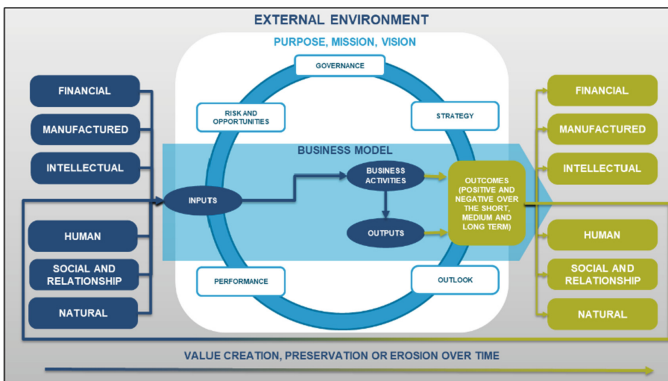 EXTERNAL ENVIRONMENT
PURPOSE, MISSION, VISION
GOVERNANCE
RISK AND
OPPORTUNITIES
STRATEGY
FINANCIAL
MANUFACTURED
INTELLECTUAL
HUMAN
SOCIAL AND
RELATIONSHIP
NATURAL
BUSINESS MODEL
INPUTS
BUSINESS
ACTIVITIES
OUTPUTS
OUTCOMES
(POSITIVE AND
NEGATIVE OVER
THE SHORT,
MEDIUM AND
LONG TERM)
PERFORMANCE
OUTLOOK
FINANCIAL
MANUFACTURED
INTELLECTUAL
HUMAN
SOCIAL AND
RELATIONSHIP
NATURAL
VALUE CREATION, PRESERVATION OR EROSION OVER TIME